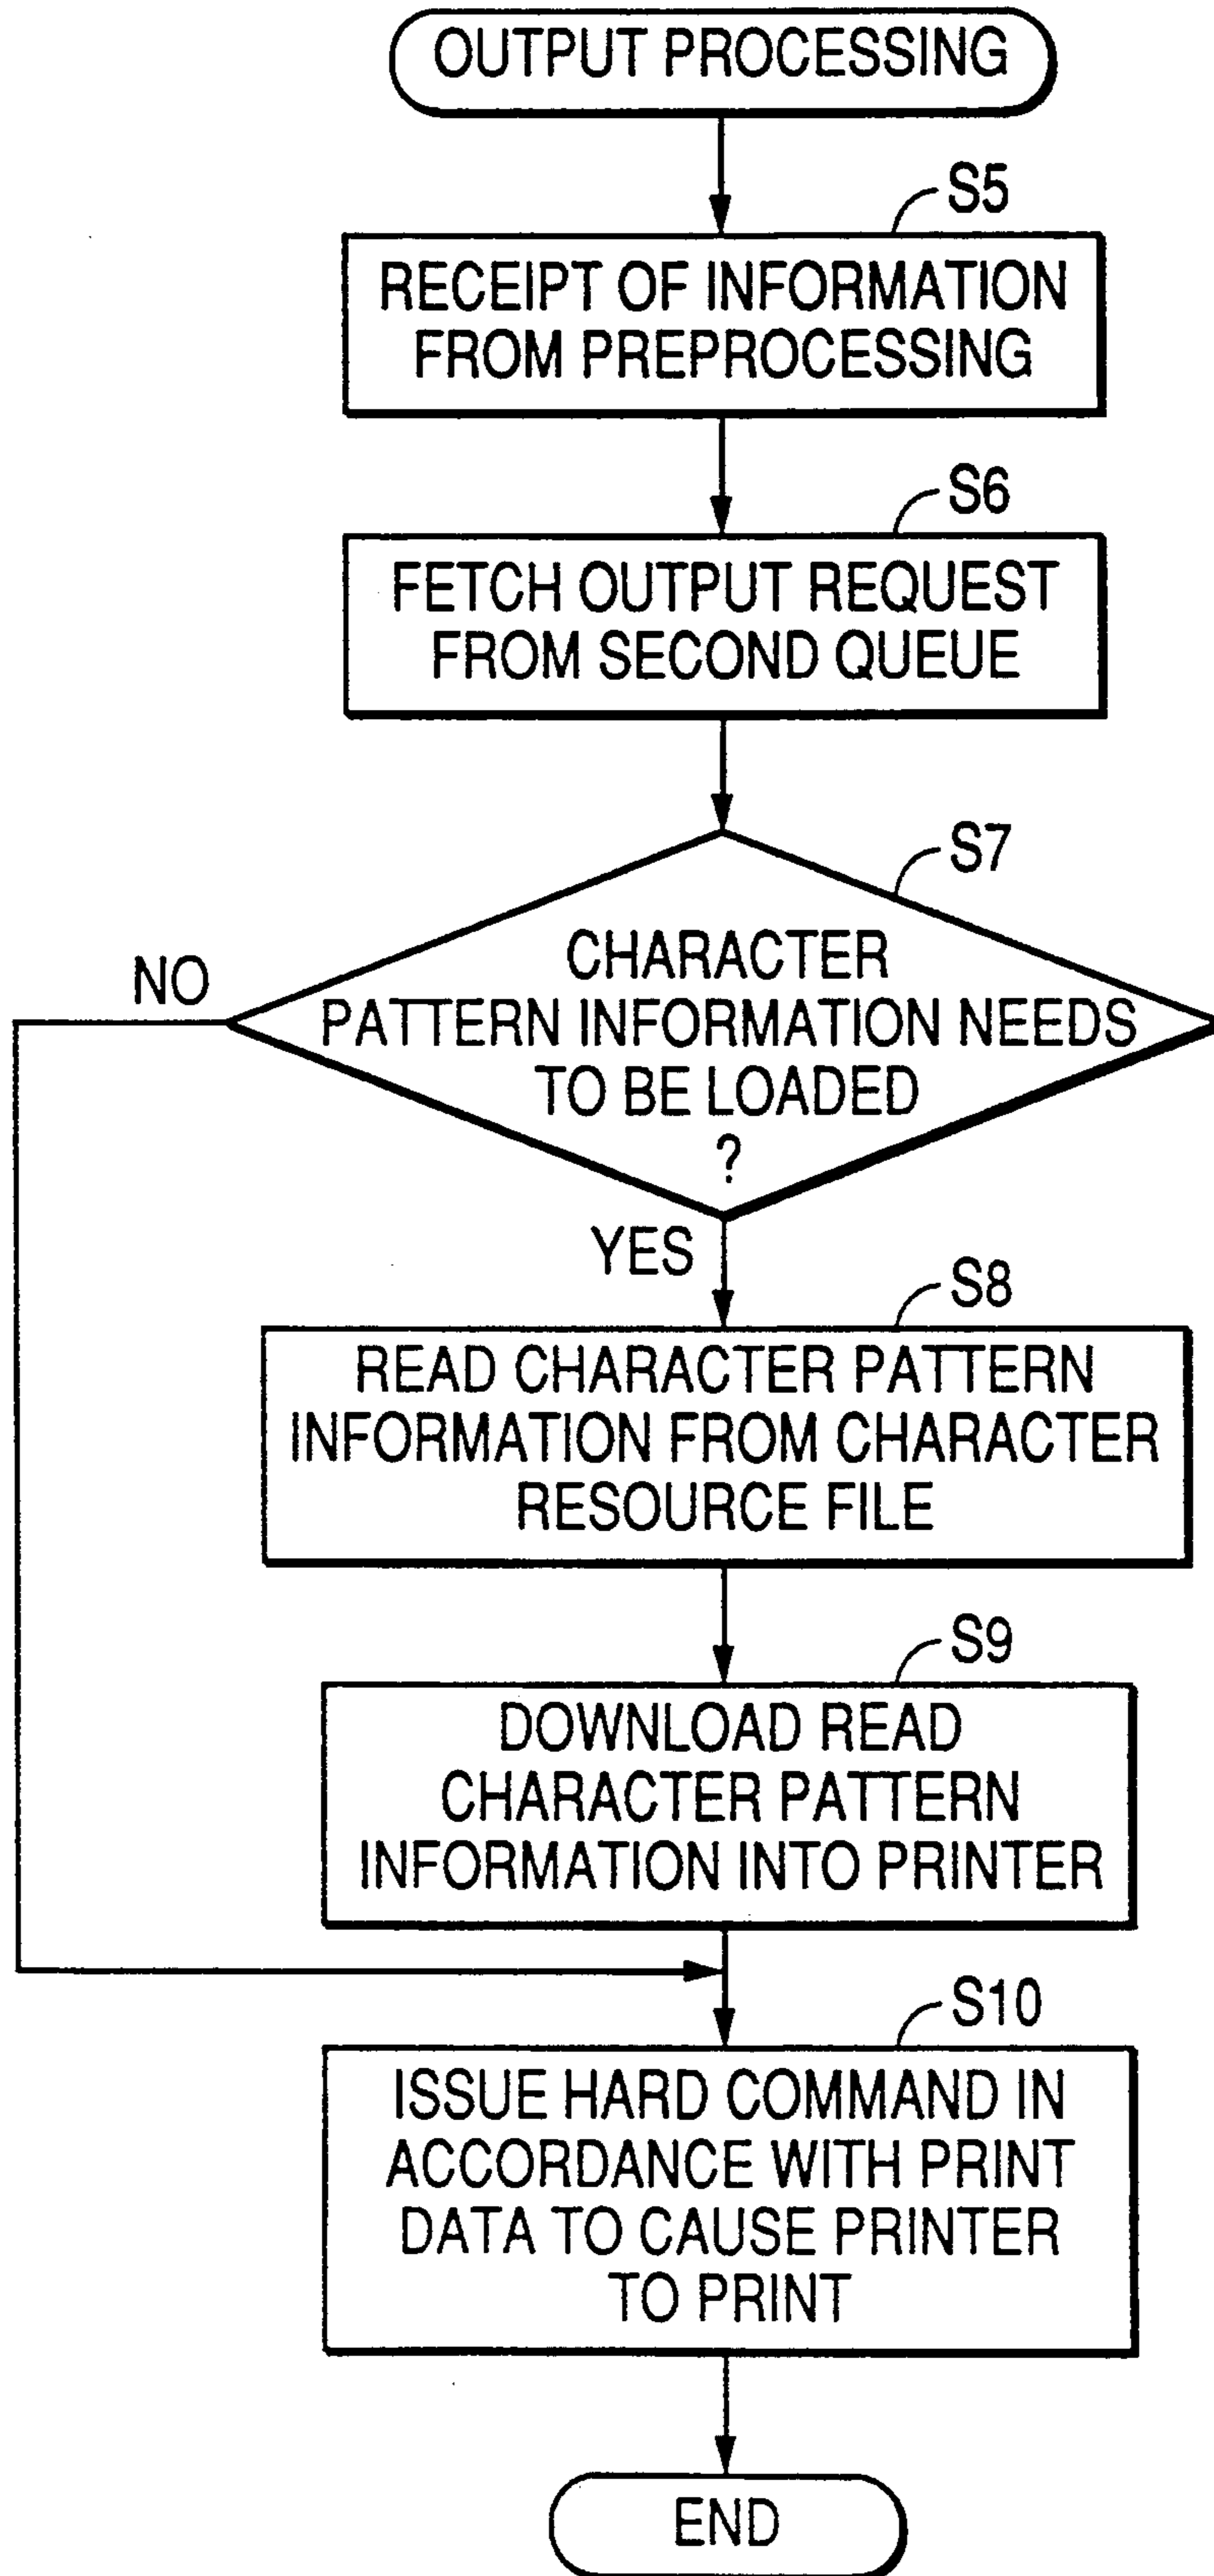 OUTPUT PROCESSING
S5
RECEIPT OF INFORMATION
FROM PREPROCESSING
S6
FETCH OUTPUT REQUEST
FROM SECOND QUEUE
S7
NO
CHARACTER
PATTERN INFORMATION NEEDS
TO BE LOADED
?
YES
S8
READ CHARACTER PATTERN
INFORMATION FROM CHARACTER
RESOURCE FILE
S9
DOWNLOAD READ
CHARACTER PATTERN
INFORMATION INTO PRINTER
S10
ISSUE HARD COMMAND IN
ACCORDANCE WITH PRINT
DATA TO CAUSE PRINTER
TO PRINT
END